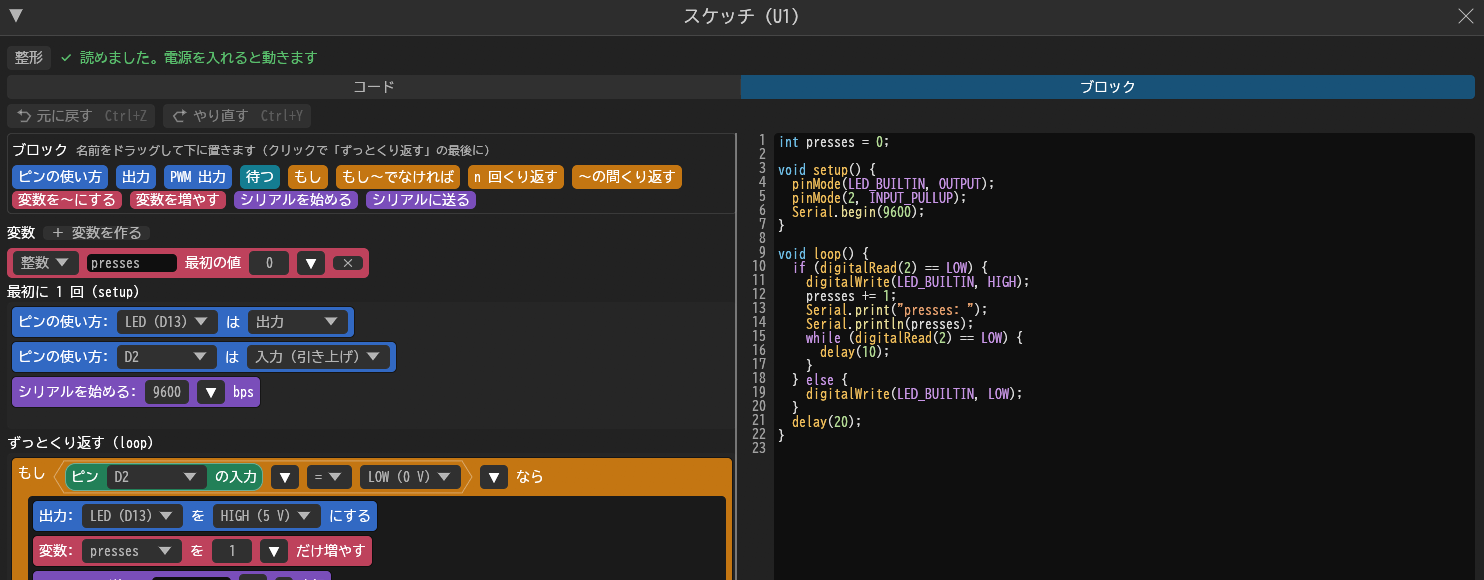 ▼ スケッチ (U1) ×
整形 ✓ 読めました。電源を入れると動きます
コード ブロック
元に戻す Ctrl+Z やり直す Ctrl+Y
ブロック 名前をドラッグして下に置きます (クリックで「ずっとくり返す」の最後に)
ピンの使い方 出力 PWM 出力 待つ もし もし～でなければ n 回くり返す ～の間くり返す
変数を～にする 変数を増やす シリアルを始める シリアルに送る
変数 + 変数を作る
整数 ▼ presses 最初の値 0 ▼ ×
最初に 1 回 (setup)
ピンの使い方: LED (D13) ▼ は 出力 ▼
ピンの使い方: D2 ▼ は 入力 (引き上げ) ▼
シリアルを始める: 9600 ▼ bps
ずっとくり返す (loop)
もし ピン D2 ▼ の入力 ▼ = ▼ LOW (0 V) ▼ ▼ なら
出力: LED (D13) ▼ を HIGH (5 V) ▼ にする
変数: presses ▼ を 1 ▼ だけ増やす
1 int presses = 0;
2
3 void setup() {
4 pinMode(LED_BUILTIN, OUTPUT);
5 pinMode(2, INPUT_PULLUP);
6 Serial.begin(9600);
7 }
8
9 void loop() {
10 if (digitalRead(2) == LOW) {
11 digitalWrite(LED_BUILTIN, HIGH);
12 presses += 1;
13 Serial.print("presses: ");
14 Serial.println(presses);
15 while (digitalRead(2) == LOW) {
16 delay(10);
17 }
18 } else {
19 digitalWrite(LED_BUILTIN, LOW);
20 }
21 delay(20);
22 }
23